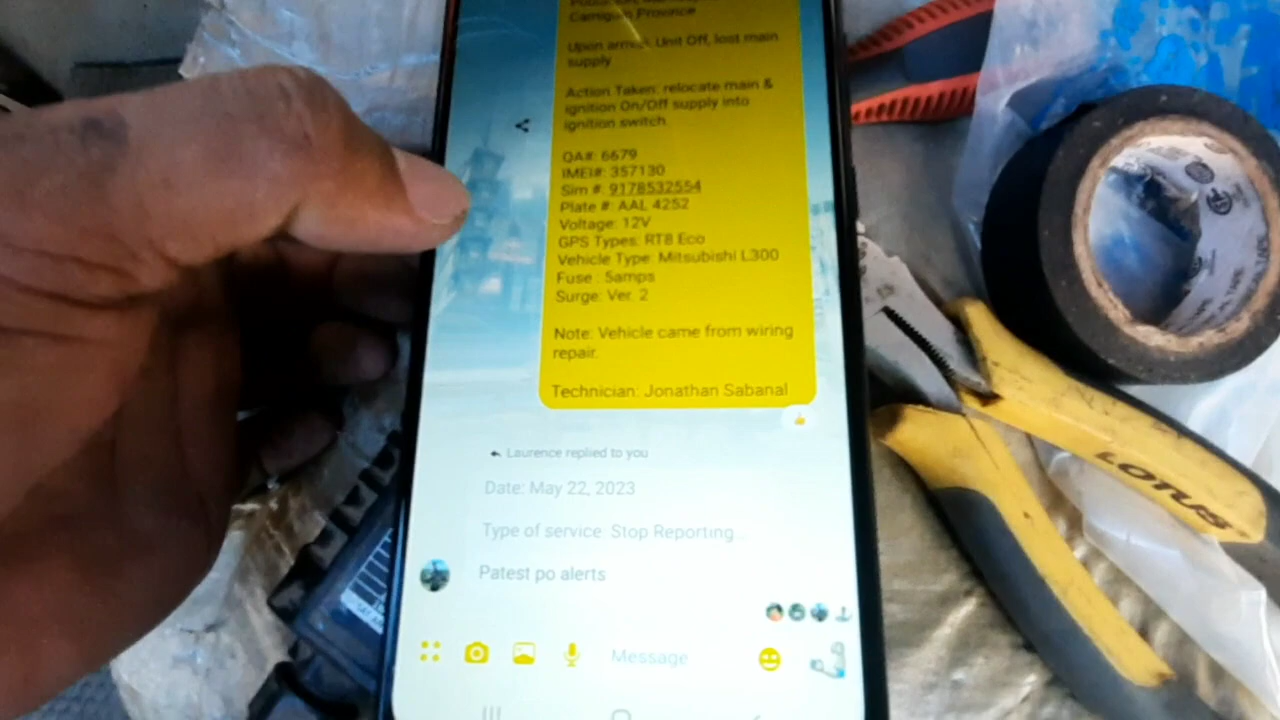 Camiguin Province
Upon arrival: Unit Off, lost main
supply
Action Taken: relocate main &
ignition On/Off supply into
ignition switch
QA#: 6679
IMEI#: 357130
Sim #: 9178532554
Plate #: AAL 4252
Voltage: 12V
GPS Types: RT8 Eco
Vehicle Type: Mitsubishi L300
Fuse : 5amps
Surge: Ver. 2
Note: Vehicle came from wiring
repair.
Technician: Jonathan Sabanal
Laurence replied to you
Date: May 22, 2023
Type of service: Stop Reporting...
Patest po alerts
Message
LOTUS